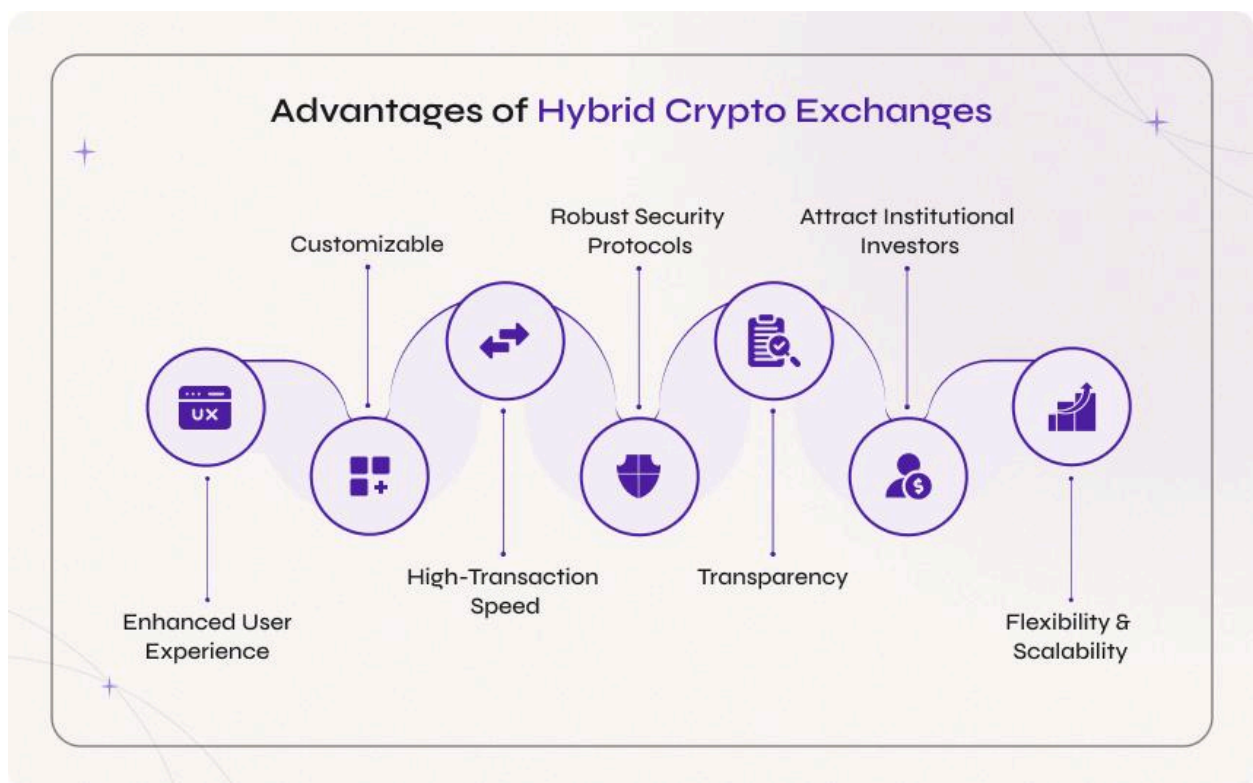 Advantages of Hybrid Crypto Exchanges
UX
Enhanced User
Experience
Customizable
High-Transaction
Speed
Robust Security
Protocols
Transparency
Attract Institutional
Investors
$
Flexibility &
Scalability